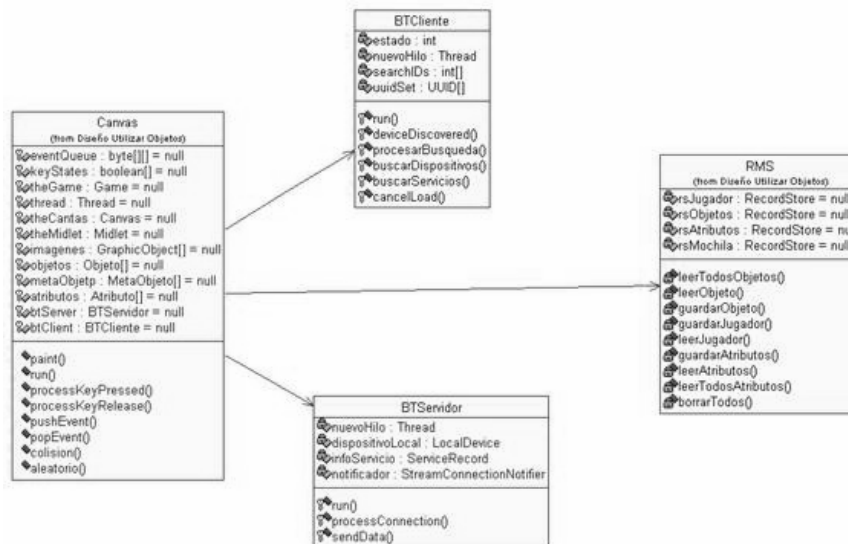 BTCliente
estado : int
nuevoHilo : Thread
searchIDs : int[]
uuidSet : UUID[]
run()
deviceDiscovered()
procesarBusqueda()
buscarDispositivos()
buscarServicios()
cancelLoad()
Canvas
(from Diseño Utilizar Objetos)
eventQueue : byte[][] = null
keyStates : boolean[] = null
theGame : Game = null
thread : Thread = null
theCantas : Canvas = null
theMidlet : Midlet = null
imagenes : GraphicObject[] = null
objetos : Objeto[] = null
metaObjetp : MetaObjeto[] = null
atributos : Atributo[] = null
btServer : BTServidor = null
btClient : BTCliente = null
paint()
run()
processKeyPressed()
processKeyRelease()
pushEvent()
popEvent()
colision()
aleatorio()
RMS
(from Diseño Utilizar Objetos)
rsJugador : RecordStore = null
rsObjetos : RecordStore = null
rsAtributos : RecordStore = nu
rsMochila : RecordStore = null
leerTodosObjetos()
leerObjeto()
guardarObjeto()
guardarJugador()
leerJugador()
guardarAtributos()
leerAtributos()
leerTodosAtributos()
borrarTodos()
BTServidor
nuevoHilo : Thread
dispositivoLocal : LocalDevice
infoServicio : ServiceRecord
notificador : StreamConnectionNotifier
run()
processConnection()
sendData()